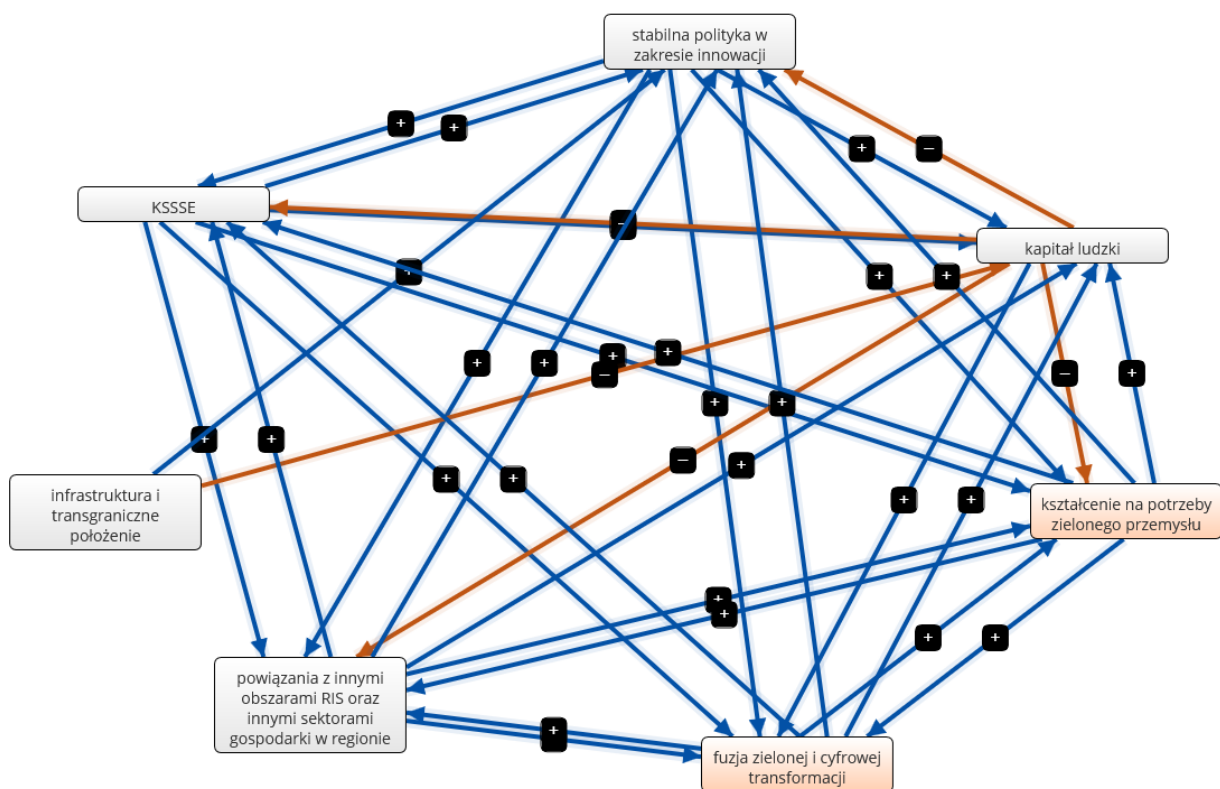 stabilna polityka w
zakresie innowacji
+
+
+
−
KSSSE
−
kapitał ludzki
+
+
+
+
+
+
+
−
−
+
+
+
+
+
−
+
+
+
infrastruktura i
transgraniczne
położenie
+
+
kształcenie na potrzeby
zielonego przemysłu
+
+
+
+
powiązania z innymi
obszarami RIS oraz
innymi sektorami
gospodarki w regionie
+
fuzja zielonej i cyfrowej
transformacji